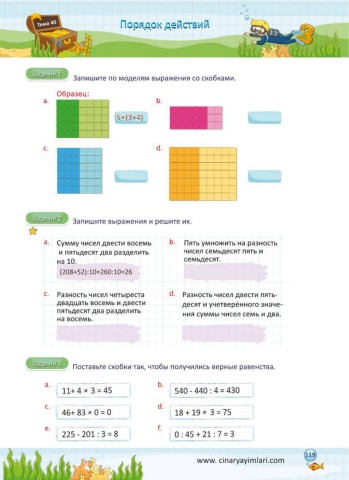 Тема 40
Порядок действий
Задание 1
Запишите по моделям выражения со скобками.
Образец:
a.
b.
5×(3+4)
c.
d.
Задание 2
Запишите выражения и решите их.
a. Сумму чисел двести восемь
и пятьдесят два разделить
на 10.
(208+52):10=260:10=26
b. Пять умножить на разность
чисел семьдесят пять и
семьдесят.
c. Разность чисел четыреста
двадцать восемь и двести
пятьдесят два разделить
на восемь.
d. Разность чисел двести пять-
десят и учетверённого значе-
ния суммы чисел семь и два.
Задание 3
Поставьте скобки так, чтобы получились верные равенства.
a. 11+ 4 × 3 = 45
b. 540 - 440 : 4 = 430
c. 46+ 83 × 0 = 0
d. 18 + 19 × 3 = 75
e. 225 - 201 : 3 = 8
f. 0 : 45 + 21 : 7 = 3
www. cinaryayimlari.com
119